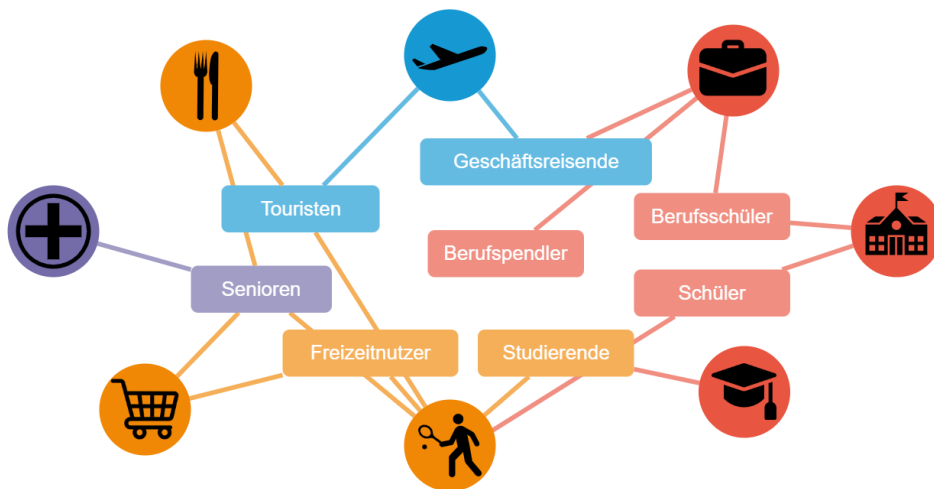 Geschäftsreisende
Touristen
Berufsschüler
Berufspendler
Senioren
Schüler
Freizeitnutzer
Studierende